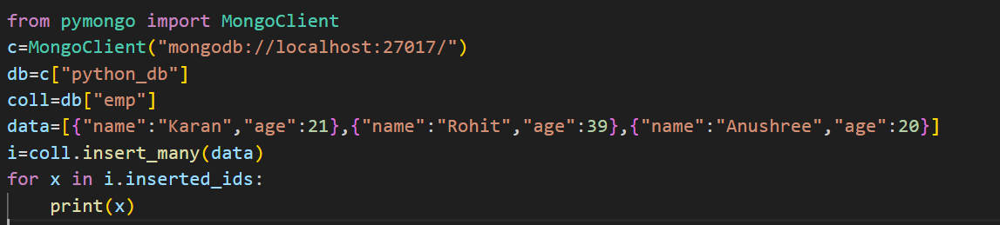 from pymongo import MongoClient
c=MongoClient("mongodb://localhost:27017/")
db=c["python_db"]
coll=db["emp"]
data=[{"name":"Karan","age":21},{"name":"Rohit","age":39},{"name":"Anushree","age":20}]
i=coll.insert_many(data)
for x in i.inserted_ids:
    print(x)